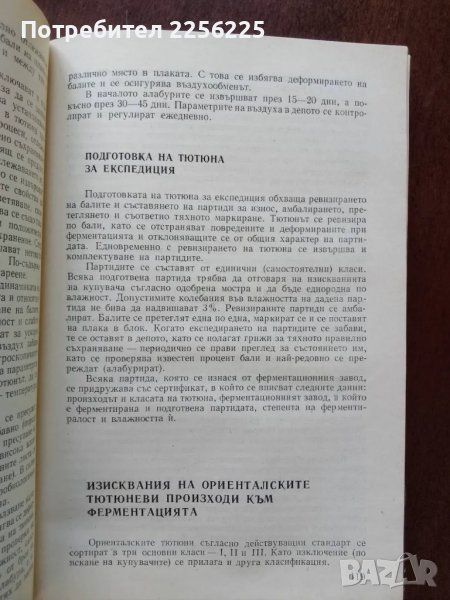 Потребител 2256225
различно място в плаката. С това се избягва деформирането на
балите и се осигурява въздухообменът.
В началото алабурите се извършват през 15—20 дни, а по-
късно през 30—45 дни. Параметрите на въздуха в депото се контро-
лират и регулират ежедневно.
ПОДГОТОВКА НА ТЮТЮНА
ЗА ЕКСПЕДИЦИЯ
Подготовката на тютюна за експедиция обхваща ревизирането
на балите и съставянето на партиди за износ, амбалирането, пре-
теглянето и съответно тяхното маркиране. Тютюнът се ревизира
по бали, като се отстраняват повредените и деформираните при
ферментацията и отклоняващите се от общия характер на парти-
дата. Едновременно с ревизирането на тютюна се извършва и
комплектуване на партидите.
Партидите се съставят от единични (самостоятелни) класи.
Всяка подготвена партида трябва да отговаря на изискванията
на купувача съгласно одобрена мостра и да бъде еднородна по
влажност. Допустимите колебания във влажността на дадена партида
не бива да надвишават 3%. Ревизираните партиди се амба-
лират. Балите се претеглят една по една, маркират се и се поставят
на плака в блок. Когато експедирането на партидите се забави,
те се оставят в депото, като се полагат грижи за тяхното правилно
съхраняване — периодично се прави преглед за състоянието им,
като се проверява известен процент бали и най-редовно се пре-
реждат (алабурират).
Всяка партида, която се изнася от ферментационния завод,
се придружава със сертификат, в който се вписват следните данни:
произходът и класата на тютюна, ферментационният завод, в който
е ферментирана и подготвена партидата, степента на ферменти-
ралост и влажността ѝ.
ИЗИСКВАНИЯ НА ОРИЕНТАЛСКИТЕ
ТЮТЮНЕВИ ПРОИЗХОДИ КЪМ
ФЕРМЕНТАЦИЯТА
Ориенталските тютюни съгласно действуващия стандарт се
сортират в три основни класи — I, II и III. Като изключение (по
искане на купувачите) се прилага и друга класификация.
BAZAR